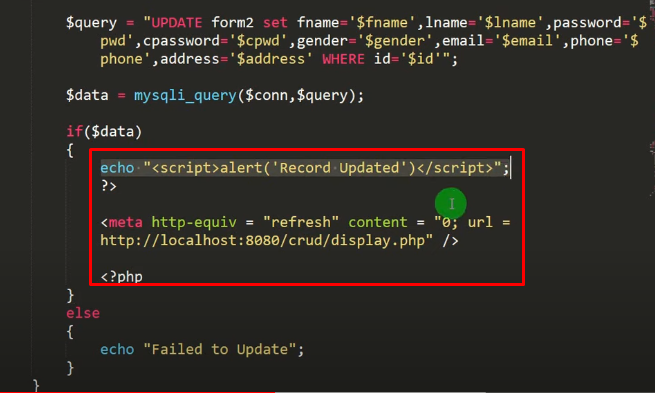 $query = "UPDATE form2 set fname='$fname',lname='$lname',password='$
pwd',cpassword='$cpwd',gender='$gender',email='$email',phone='$
phone',address='$address' WHERE id='$id'";
$data = mysqli_query($conn,$query);
if($data)
{
echo "<script>alert('Record Updated')</script>";
?>
<meta http-equiv = "refresh" content = "0; url =
http://localhost:8080/crud/display.php" />
<?php
}
else
{
echo "Failed to Update";
}
}